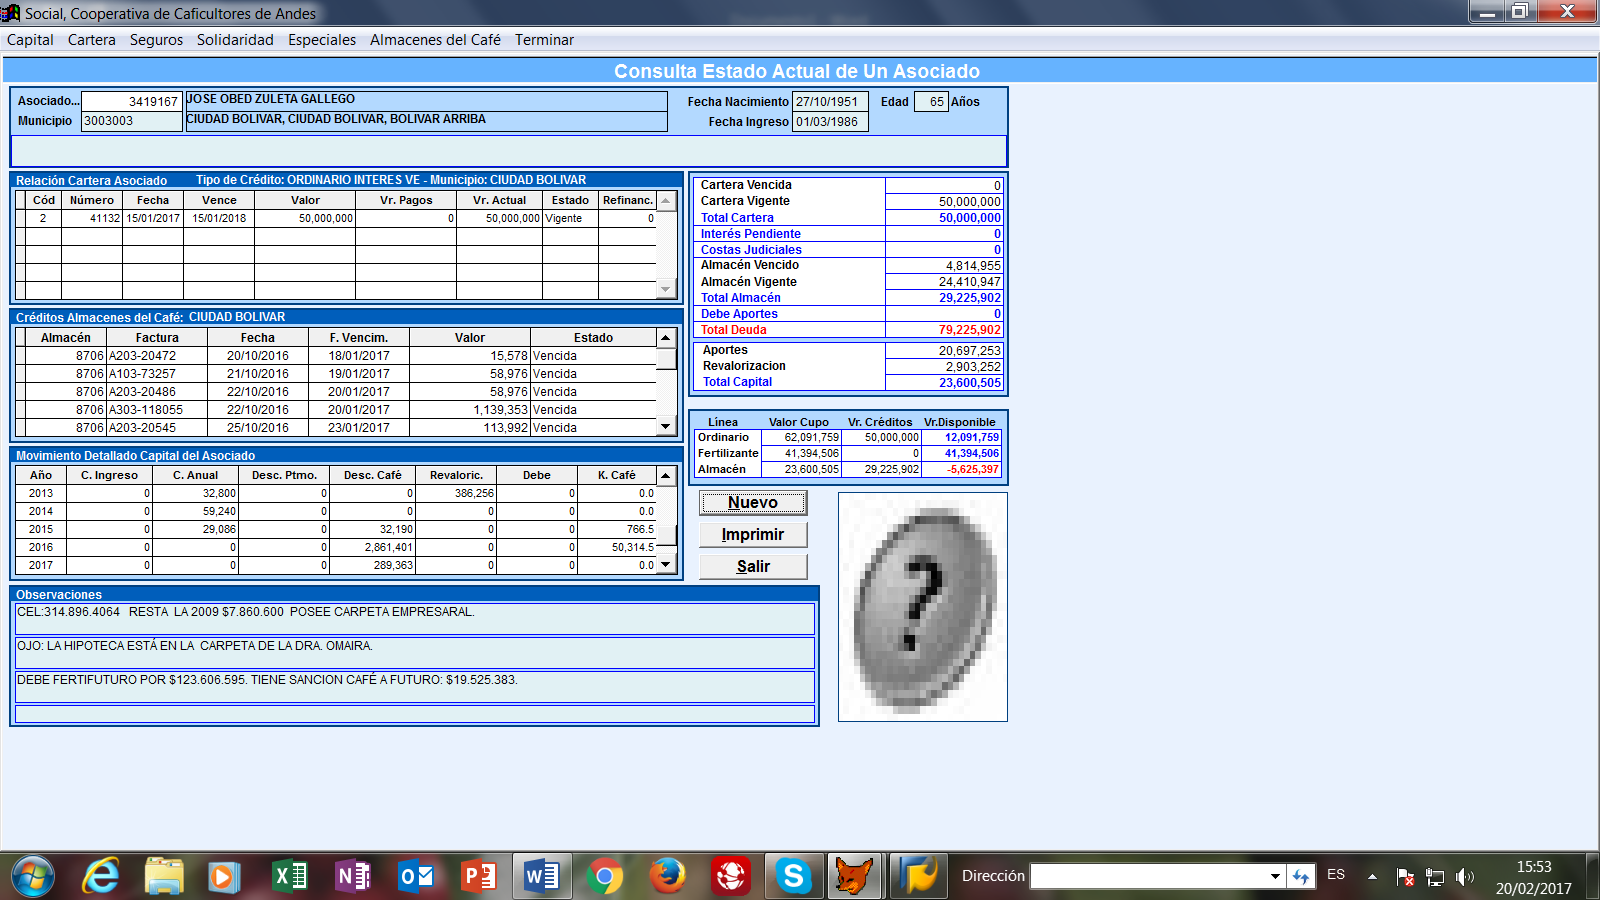 Social, Cooperativa de Caficultores de Andes
Capital Cartera Seguros Solidaridad Especiales Almacenes del Café Terminar
Consulta Estado Actual de Un Asociado
Asociado... 3419167 JOSE OBED ZULETA GALLEGO Fecha Nacimiento 27/10/1951 Edad 65 Años
Municipio 3003003 CIUDAD BOLIVAR, CIUDAD BOLIVAR, BOLIVAR ARRIBA Fecha Ingreso 01/03/1986
Relación Cartera Asociado Tipo de Crédito: ORDINARIO INTERES VE - Municipio: CIUDAD BOLIVAR
Cód Número Fecha Vence Valor Vr. Pagos Vr. Actual Estado Refinanc.
2 41132 15/01/2017 15/01/2018 50,000,000 0 50,000,000 Vigente 0
Créditos Almacenes del Café: CIUDAD BOLIVAR
Almacén Factura Fecha F. Vencim. Valor Estado
8706 A203-20472 20/10/2016 18/01/2017 15,578 Vencida
8706 A103-73257 21/10/2016 19/01/2017 58,976 Vencida
8706 A203-20486 22/10/2016 20/01/2017 58,976 Vencida
8706 A303-118055 22/10/2016 20/01/2017 1,139,353 Vencida
8706 A203-20545 25/10/2016 23/01/2017 113,992 Vencida
Movimiento Detallado Capital del Asociado
Año C. Ingreso C. Anual Desc. Ptmo. Desc. Café Revaloric. Debe K. Café
2013 0 32,800 0 0 386,256 0 0.0
2014 0 59,240 0 0 0 0 0.0
2015 0 29,086 0 32,190 0 0 766.5
2016 0 0 0 2,861,401 0 0 50,314.5
2017 0 0 0 289,363 0 0 0.0
Observaciones
CEL:314.896.4064 RESTA LA 2009 $7.860.600 POSEE CARPETA EMPRESARAL.
OJO: LA HIPOTECA ESTÁ EN LA CARPETA DE LA DRA. OMAIRA.
DEBE FERTIFUTURO POR $123.606.595. TIENE SANCION CAFÉ A FUTURO: $19.525.383.
Cartera Vencida 0
Cartera Vigente 50,000,000
Total Cartera 50,000,000
Interés Pendiente 0
Costas Judiciales 0
Almacén Vencido 4,814,955
Almacén Vigente 24,410,947
Total Almacén 29,225,902
Debe Aportes 0
Total Deuda 79,225,902
Aportes 20,697,253
Revalorizacion 2,903,252
Total Capital 23,600,505
Línea Valor Cupo Vr. Créditos Vr.Disponible
Ordinario 62,091,759 50,000,000 12,091,759
Fertilizante 41,394,506 0 41,394,506
Almacén 23,600,505 29,225,902 -5,625,397
Nuevo
Imprimir
Salir
?
Dirección ES 15:53
20/02/2017